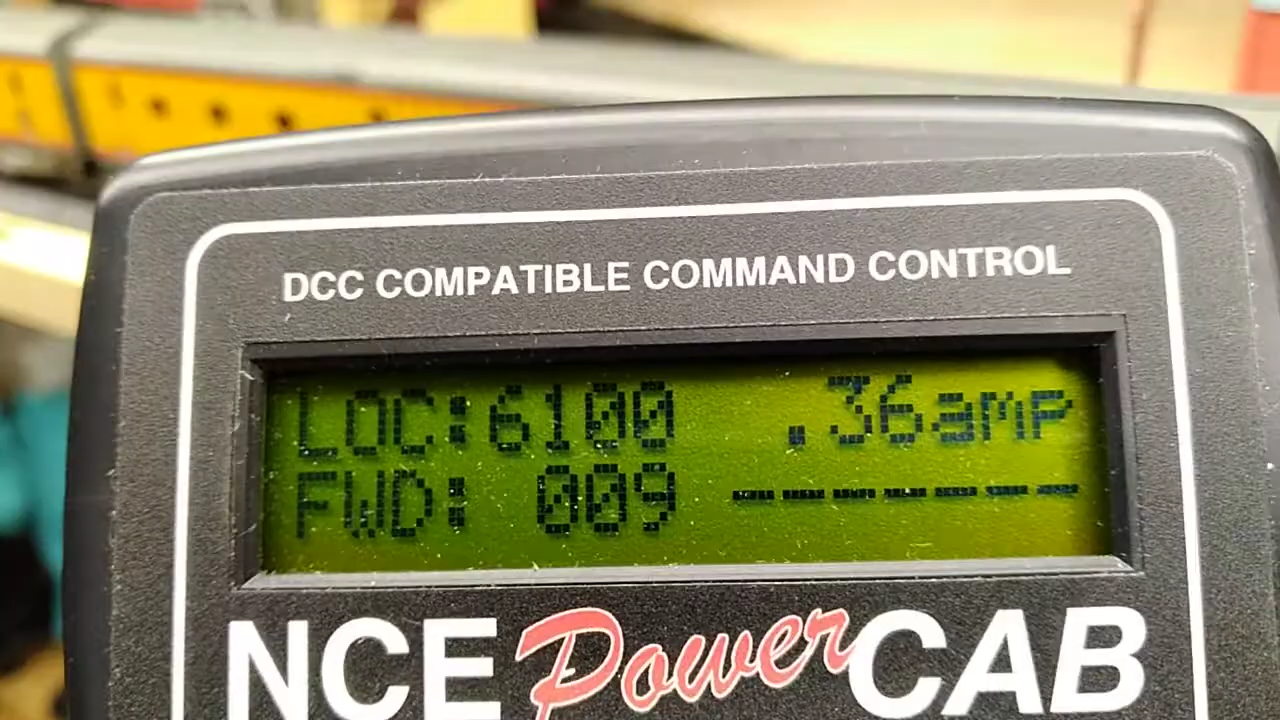 DCC COMPATIBLE COMMAND CONTROL
LOC:6100 .36amp
FWD: 009 -------
NCE Power CAB